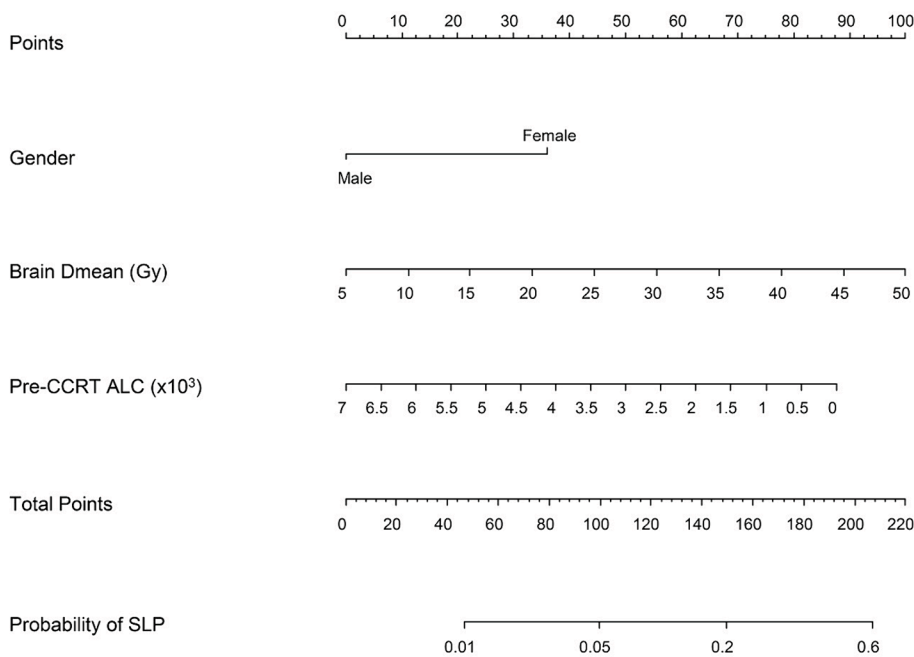 0 10 20 30 40 50 60 70 80 90 100
Points
Female
Gender
Male
Brain Dmean (Gy)
5 10 15 20 25 30 35 40 45 50
Pre-CCRT ALC (x10³)
7 6.5 6 5.5 5 4.5 4 3.5 3 2.5 2 1.5 1 0.5 0
Total Points
0 20 40 60 80 100 120 140 160 180 200 220
Probability of SLP
0.01 0.05 0.2 0.6